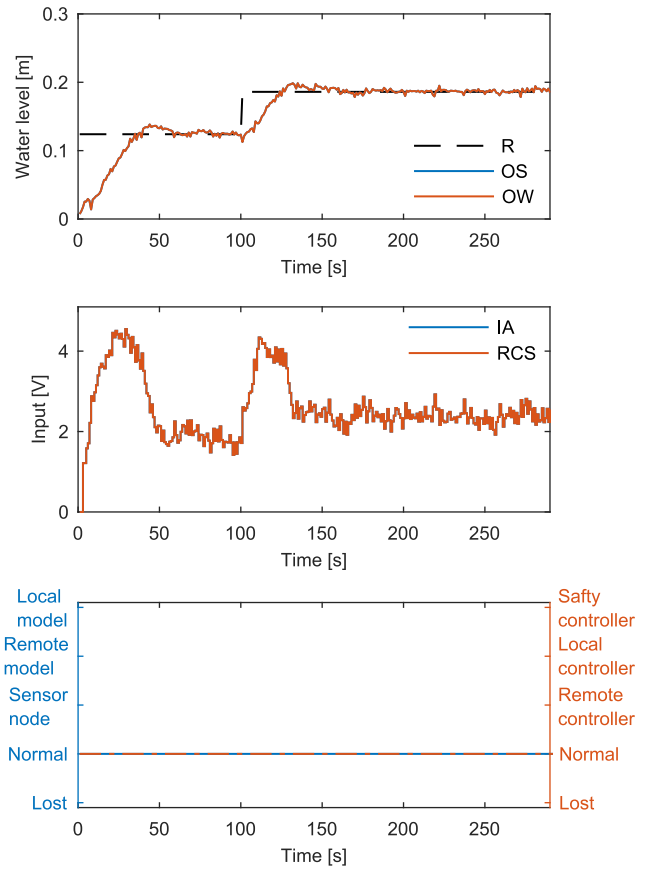 0.3
0.2
0.1
0
Water level [m]
R
OS
OW
0 50 100 150 200 250
Time [s]
4
2
0
Input [V]
IA
RCS
0 50 100 150 200 250
Time [s]
Local
model
Remote
model
Sensor
node
Normal
Lost
Safty
controller
Local
controller
Remote
controller
Normal
Lost
0 50 100 150 200 250
Time [s]